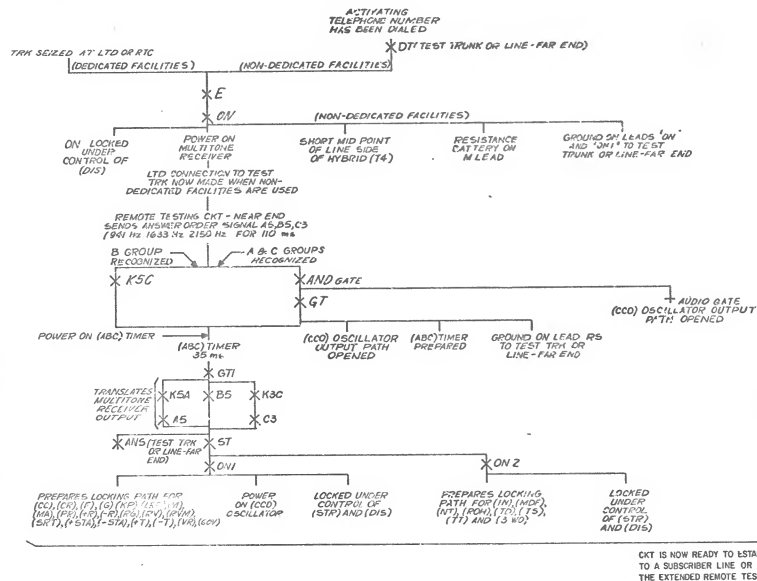 ACTIVATING
TELEPHONE NUMBER
HAS BEEN DIALED
DT(TEST TRUNK OR LINE-FAR END)
TRK SEIZED AT LTD OR RTC
(DEDICATED FACILITIES)
(NON-DEDICATED FACILITIES)
E
ON
(NON-DEDICATED FACILITIES)
ON LOCKED
UNDER
CONTROL OF
(DIS)
POWER ON
MULTITONE
RECEIVER
SHORT MID POINT
OF LINE SIDE
OF HYBRID (T4)
RESISTANCE
BATTERY ON
M LEAD
GROUND ON LEADS "ON"
AND "ON1" TO TEST
TRUNK OR LINE-FAR END
LTD CONNECTION TO TEST
TRK NOW MADE WHEN NON-
DEDICATED FACILITIES ARE USED
REMOTE TESTING CKT - NEAR END
SENDS ANSWER ORDER SIGNAL A5,B5,C3
(941 Hz 1633 Hz 2150 Hz FOR 110 ms
B GROUP
RECOGNIZED
A & C GROUPS
RECOGNIZED
K5C
AND GATE
GT
AUDIO GATE
(CCO) OSCILLATOR OUTPUT
PATH OPENED
POWER ON (ABC) TIMER
(ABC) TIMER
35 ms
(CCO) OSCILLATOR
OUTPUT PATH
OPENED
(ABC) TIMER
PREPARED
GROUND ON LEAD RS
TO TEST TRK OR
LINE-FAR END
GT1
TRANSLATES
MULTITONE
RECEIVER
OUTPUT
K5A
B5
K3C
A5
C3
ANS (TEST TRK
OR LINE-FAR
END)
ST
ON1
ON2
PREPARES LOCKING PATH FOR
(CC),(CR),(F),(G)(KP)
(MA),(PR),(+R),(-R),(RG),(RV),(RVM)
(SRT),(+STA),(-STA),(+T),(-T),(VR),(60V)
POWER
ON (CCO)
OSCILLATOR
LOCKED UNDER
CONTROL OF
(STR) AND (DIS)
PREPARES LOCKING
PATH FOR (IN),(MDF)
(NT),(ROH),(TO),(TS),
(TT) AND (3 WD)
LOCKED
UNDER
CONTROL
OF (STR)
AND (DIS)
CKT IS NOW READY TO ESTA
TO A SUBSCRIBER LINE OR
THE EXTENDED REMOTE TES